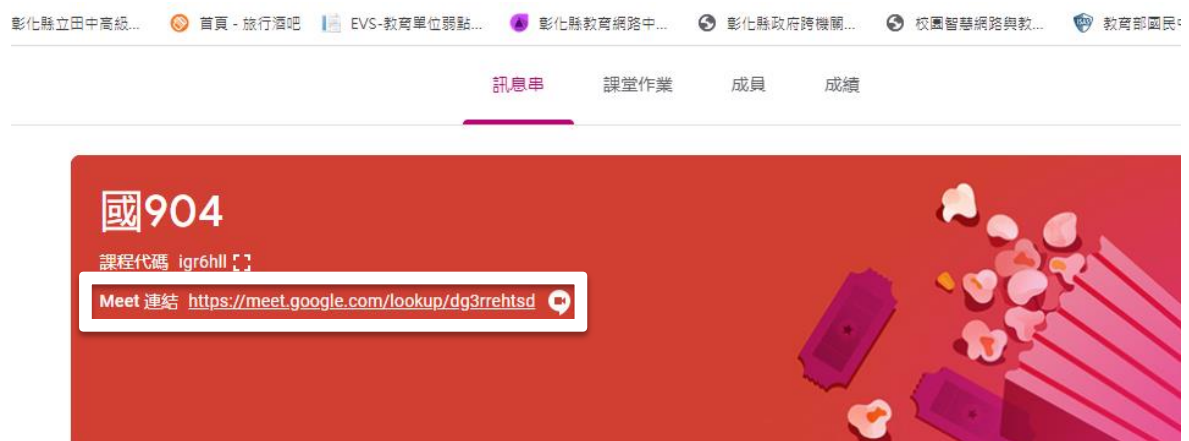 彰化縣立田中高級... 首頁 - 旅行酒吧 EVS-教育單位弱點... 彰化縣教育網路中... 彰化縣政府跨機關... 校園智慧網路與教... 教育部國民中
訊息串 課堂作業 成員 成績
國904
課程代碼 igr6hll
Meet 連結 https://meet.google.com/lookup/dg3rrehtsd